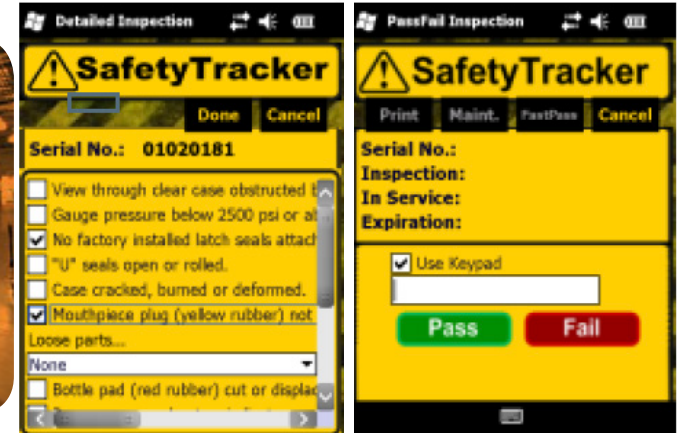 Detailed Inspection
SafetyTracker
Done Cancel
Serial No.: 01020181
View through clear case obstructed
Gauge pressure below 2500 psi or
No factory installed latch seals attach
"U" seals open or rolled.
Case cracked, burned or deformed.
Mouthpiece plug (yellow rubber) not
Loose parts...
None
Bottle pad (red rubber) cut or displac
PassFail Inspection
SafetyTracker
Print Maint. FastPass Cancel
Serial No.:
Inspection:
In Service:
Expiration:
Use Keypad
Pass Fail